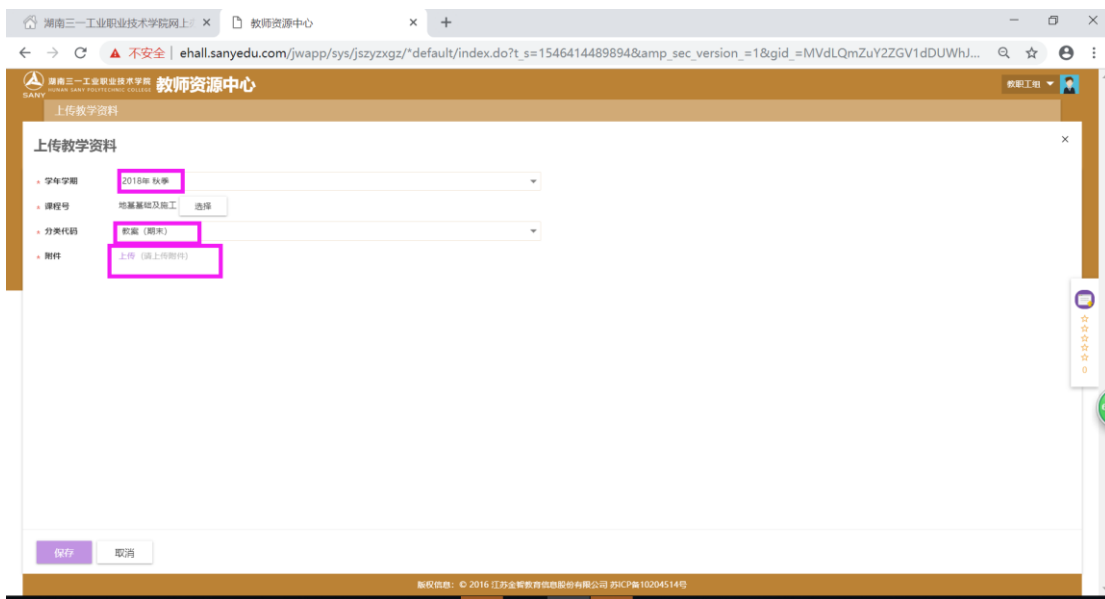 湖南三一工业职业技术学院网上
教师资源中心
不安全 ehall.sanyedu.com/jwapp/sys/jszyzxgz/*default/index.do?t_s=1546414489894&amp_sec_version_=1&gid_=MVdLQmZuY2ZGV1dDUWhJ...
SANY 湖南三一工业职业技术学院 HUNAN SANY POLYTECHNIC COLLEGE 教师资源中心 教职工组
上传教学资料
上传教学资料
学年学期 2018年 秋季
课程号 地基基础及施工 选择
分类代码 教案（期末）
附件 上传（请上传附件）
0
保存 取消
版权信息：© 2016 江苏金智教育信息股份有限公司 苏ICP备10204514号